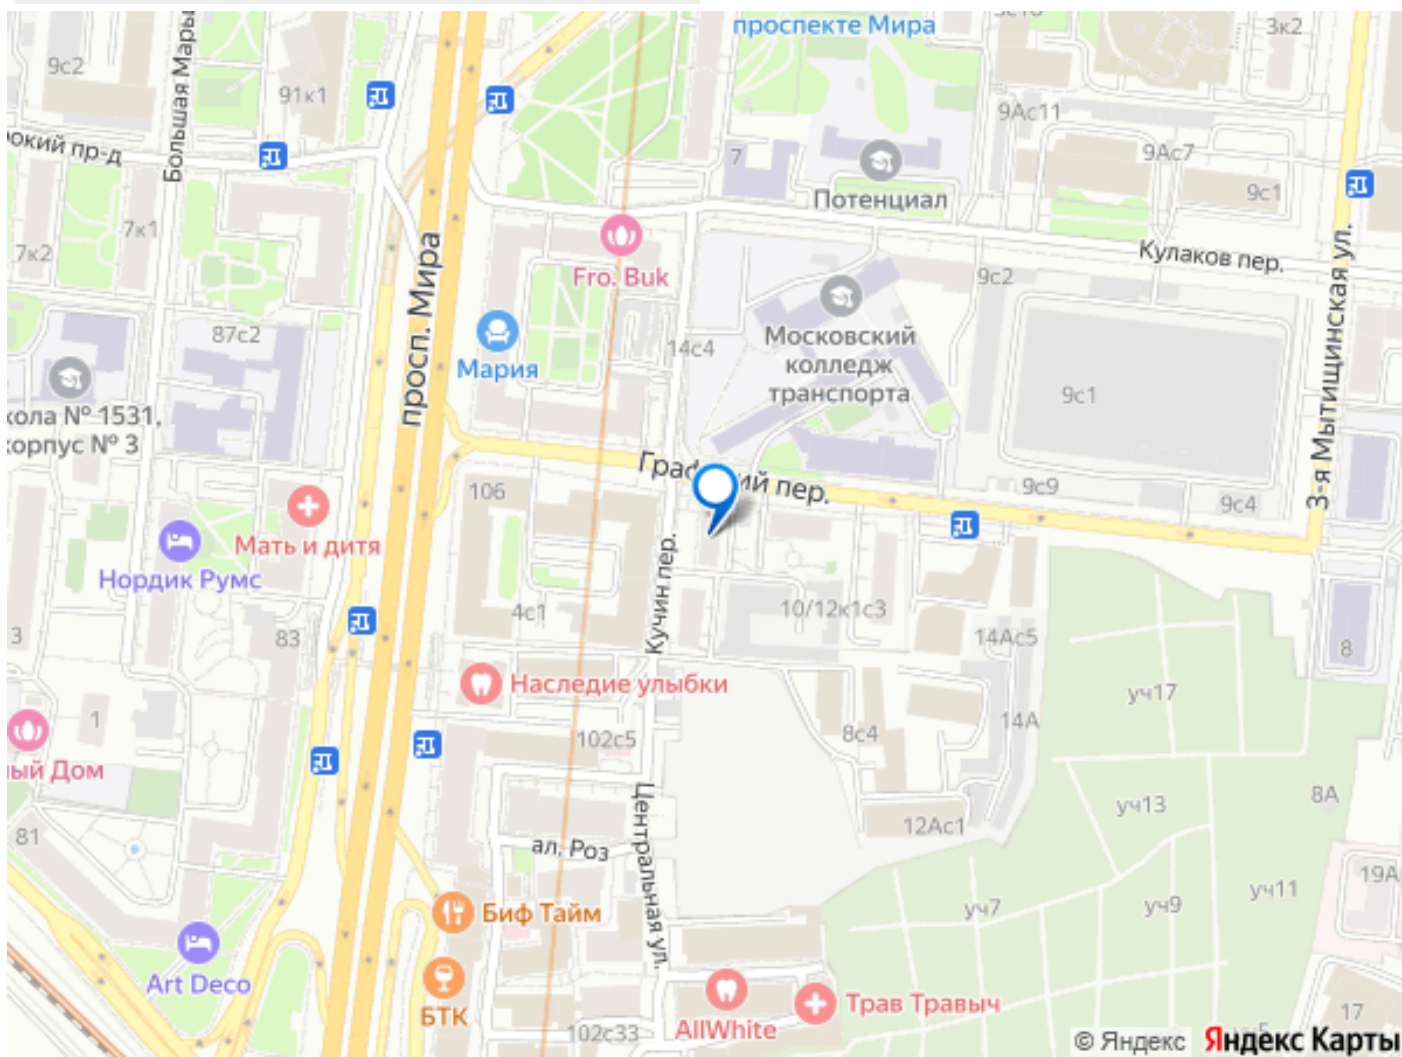 проспекте Мира
3к2
9с2
91к1
Большая Марьи
9Ас11
окий пр-д
7
9Ас7
Потенциал
9с1
7к1
7к2
просп. Мира
Fro. Buk
Кулаков пер.
9с2
3-я Мытищинская ул.
87с2
Мария
14с4
Московский
колледж
транспорта
9с1
кола № 1531,
корпус № 3
Графский пер.
106
9с9
9с4
Мать и дитя
Нордик Румс
Кучин пер.
4с1
10/12к1с3
14Ас5
3
83
8
Наследие улыбки
уч17
1
14А
102с5
8с4
ый Дом
Центральная ул.
уч13
8А
81
12Ас1
ал. Роз
19А
уч11
Биф Тайм
уч7
уч9
Art Deco
БТК
AllWhite
Трав Травыч
17
102с33
© Яндекс Яндекс Карты